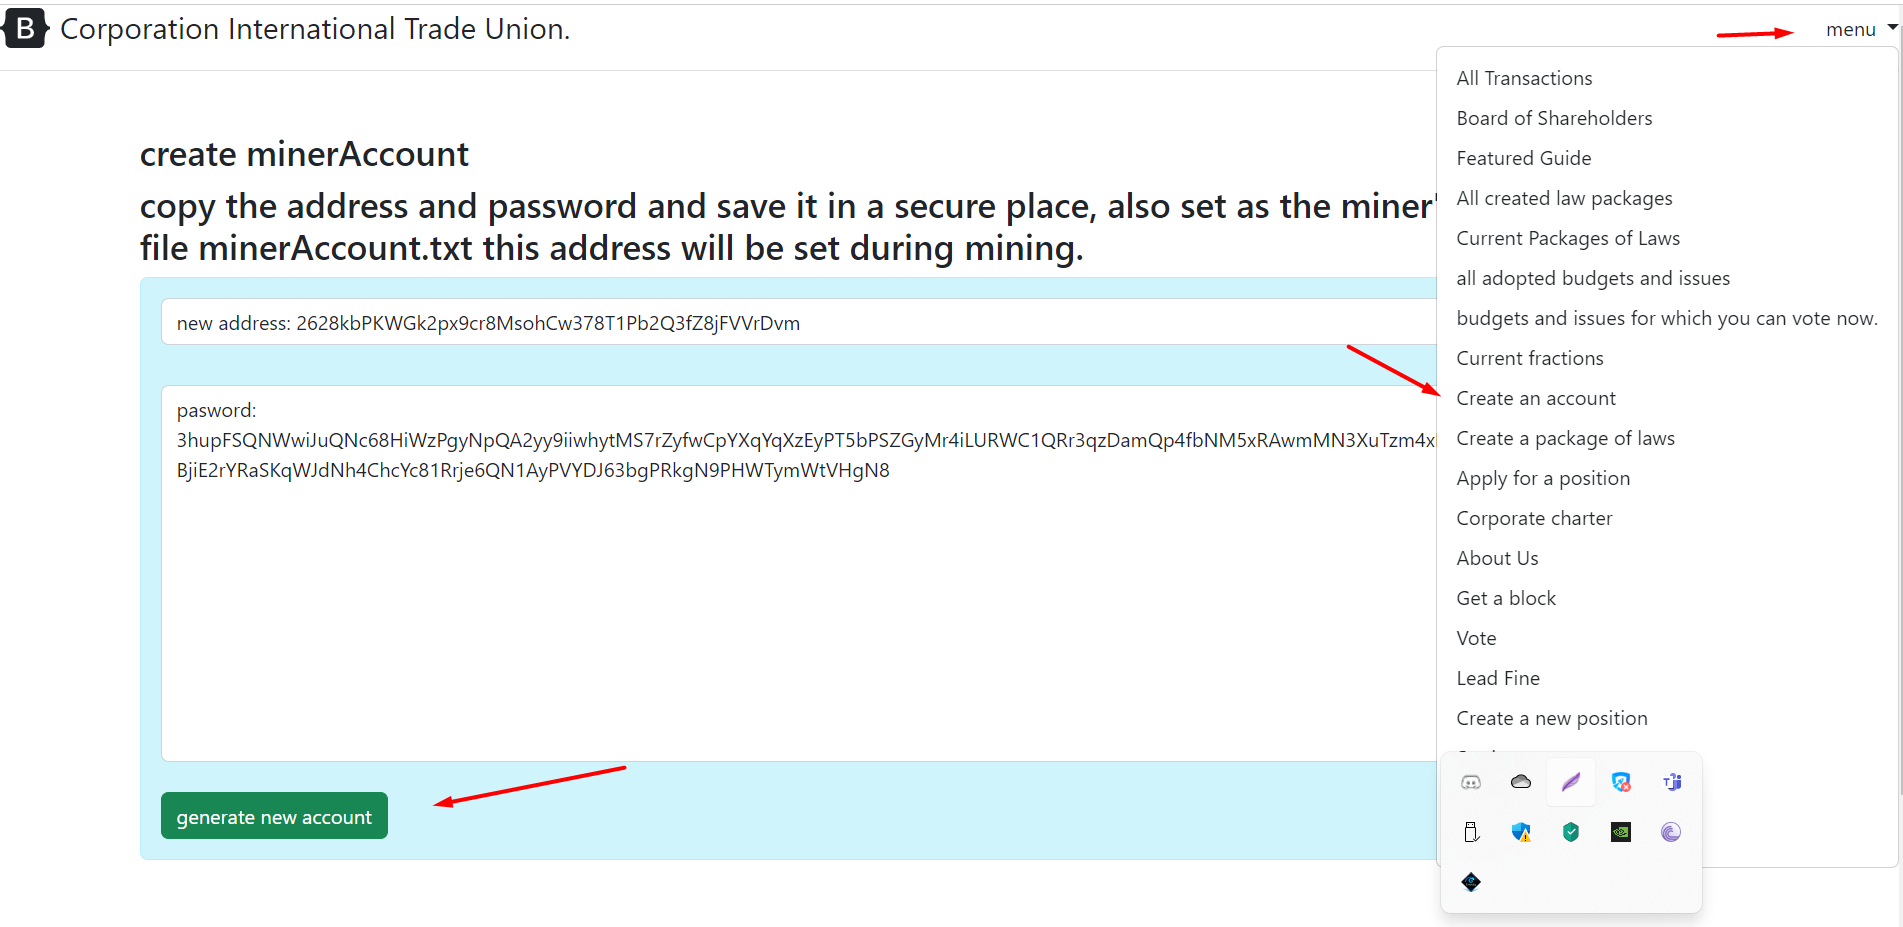 B Corporation International Trade Union.
menu
create minerAccount
copy the address and password and save it in a secure place, also set as the miner'
file minerAccount.txt this address will be set during mining.
new address: 2628kbPKWGk2px9cr8MsohCw378T1Pb2Q3fZ8jFVVrDvm
pasword:
3hupFSQNWwiJuQNc68HiWzPgyNpQA2yy9iiwhytMS7rZyfwCpYXqYqXzEyPT5bPSZGyMr4iLURWC1QRr3qzDamQp4fbNM5xRAwmMN3XuTzm4x
BjiE2rYRaSKqWJdNh4ChcYc81Rrje6QN1AyPVYDJ63bgPRkgN9PHWTymWtVHgN8
generate new account
All Transactions
Board of Shareholders
Featured Guide
All created law packages
Current Packages of Laws
all adopted budgets and issues
budgets and issues for which you can vote now.
Current fractions
Create an account
Create a package of laws
Apply for a position
Corporate charter
About Us
Get a block
Vote
Lead Fine
Create a new position